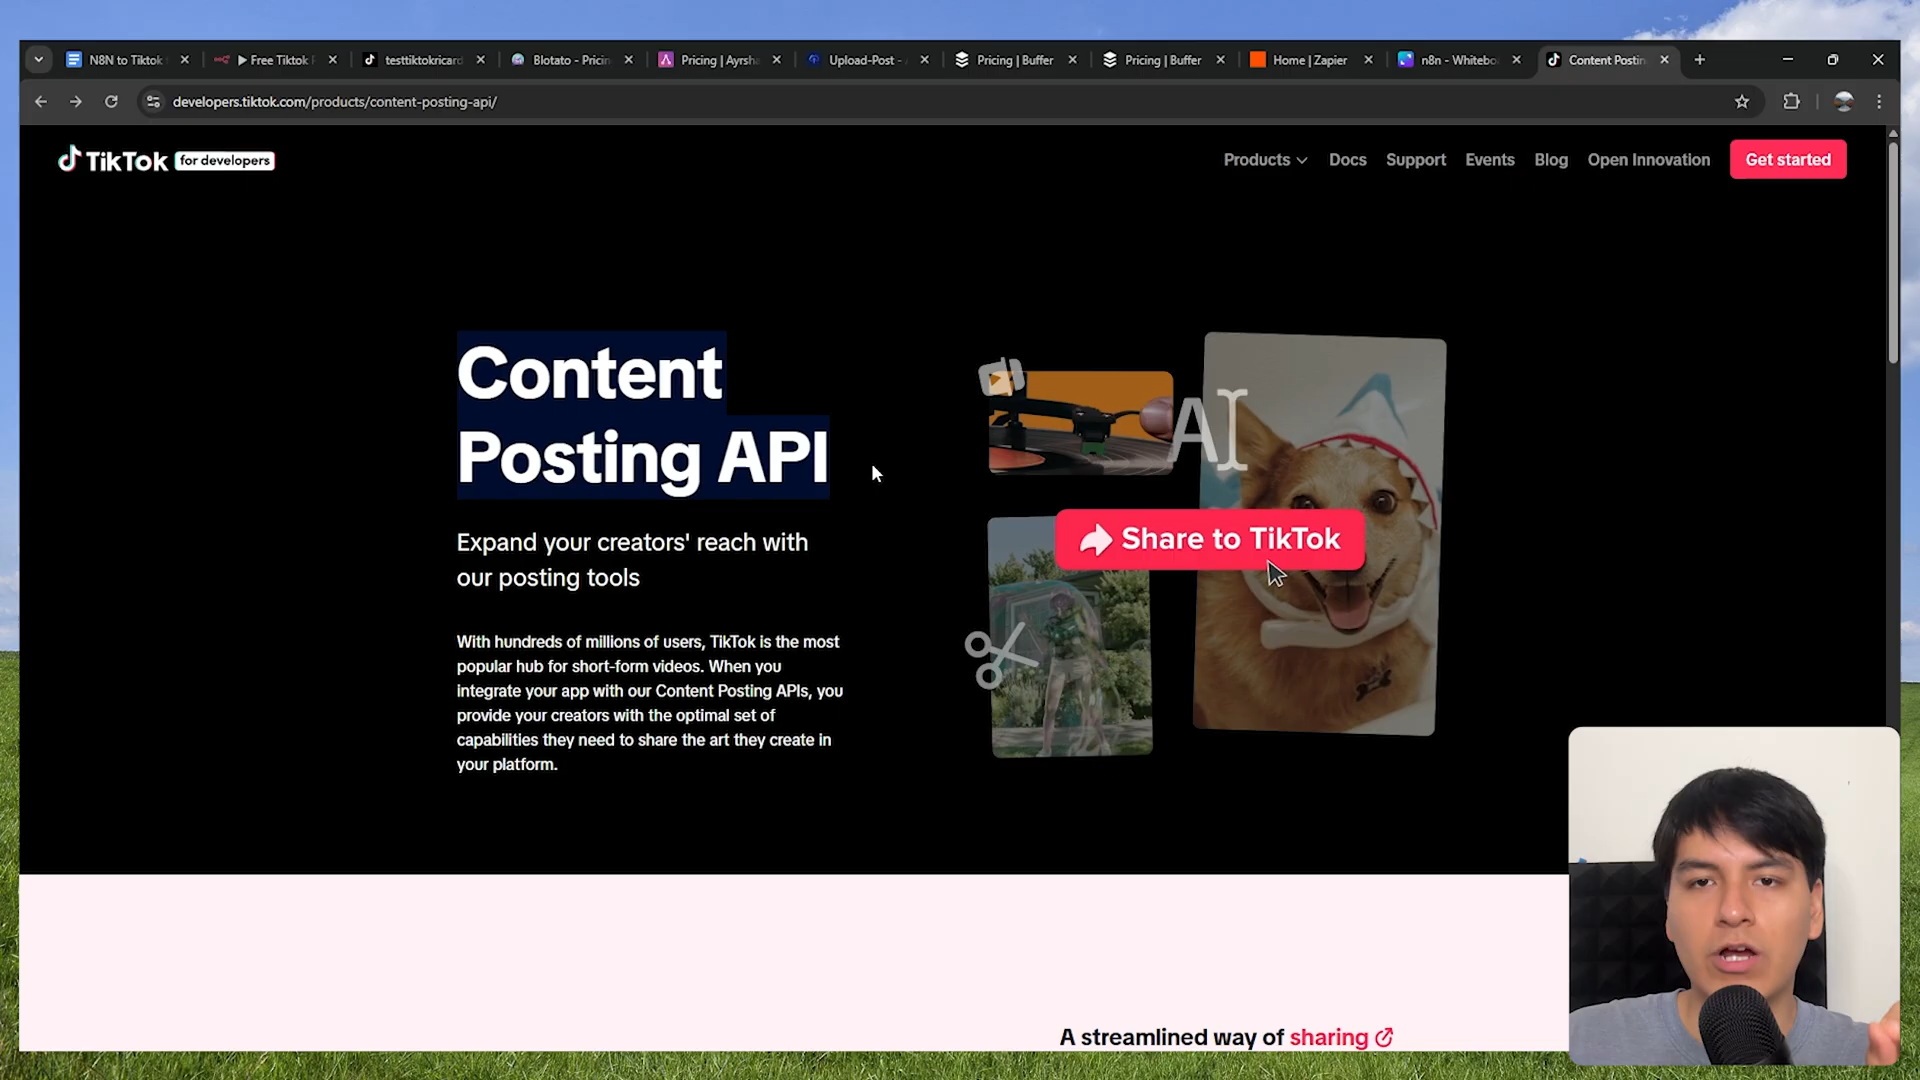 N8N to Tiktok
▶ Free Tiktok
testtiktokricard
Blotato - Pricin
Pricing | Ayrsha
Upload-Post -
Pricing | Buffer
Pricing | Buffer
Home | Zapier
n8n - Whitebo
Content Postin
developers.tiktok.com/products/content-posting-api/
TikTok for developers
Products
Docs
Support
Events
Blog
Open Innovation
Get started
Content
Posting API
Expand your creators' reach with
our posting tools
With hundreds of millions of users, TikTok is the most
popular hub for short-form videos. When you
integrate your app with our Content Posting APIs, you
provide your creators with the optimal set of
capabilities they need to share the art they create in
your platform.
A
Share to TikTok
A streamlined way of sharing